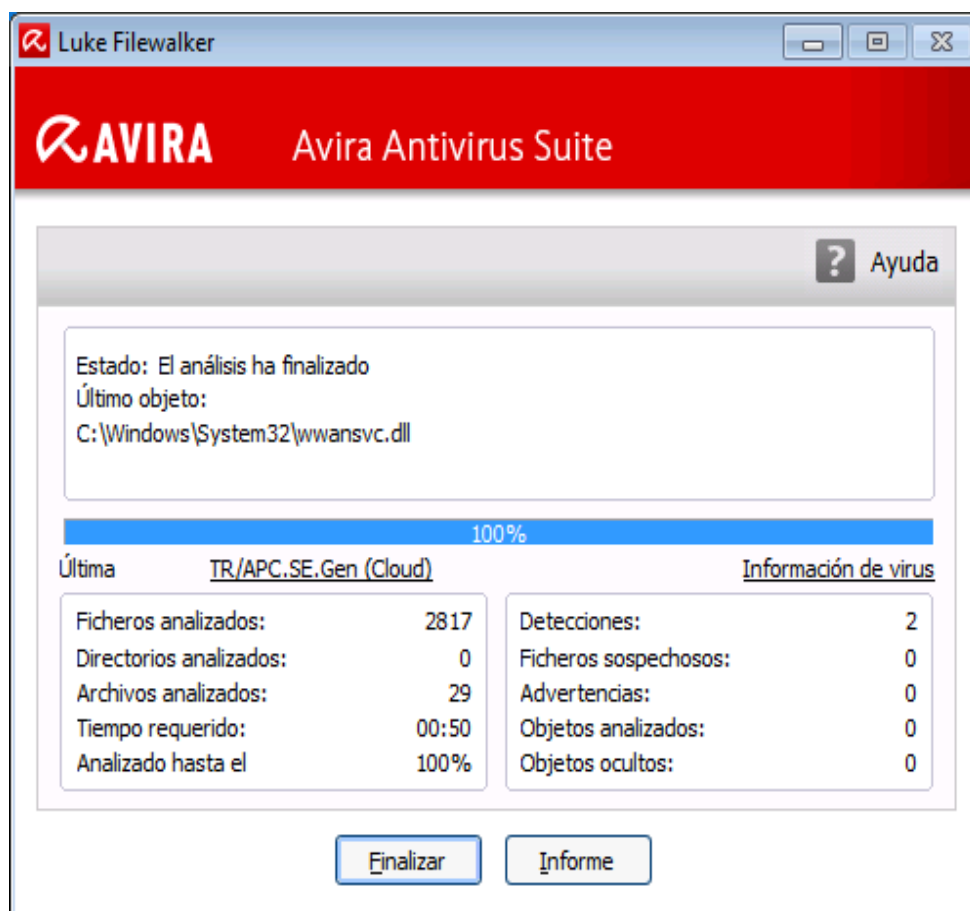 Luke Filewalker
AVIRA Avira Antivirus Suite
? Ayuda
Estado: El análisis ha finalizado
Último objeto:
C:\Windows\System32\wwansvc.dll
100%
Última TR/APC.SE.Gen (Cloud) Información de virus
Ficheros analizados: 2817
Directorios analizados: 0
Archivos analizados: 29
Tiempo requerido: 00:50
Analizado hasta el 100%
Detecciones: 2
Ficheros sospechosos: 0
Advertencias: 0
Objetos analizados: 0
Objetos ocultos: 0
Finalizar Informe